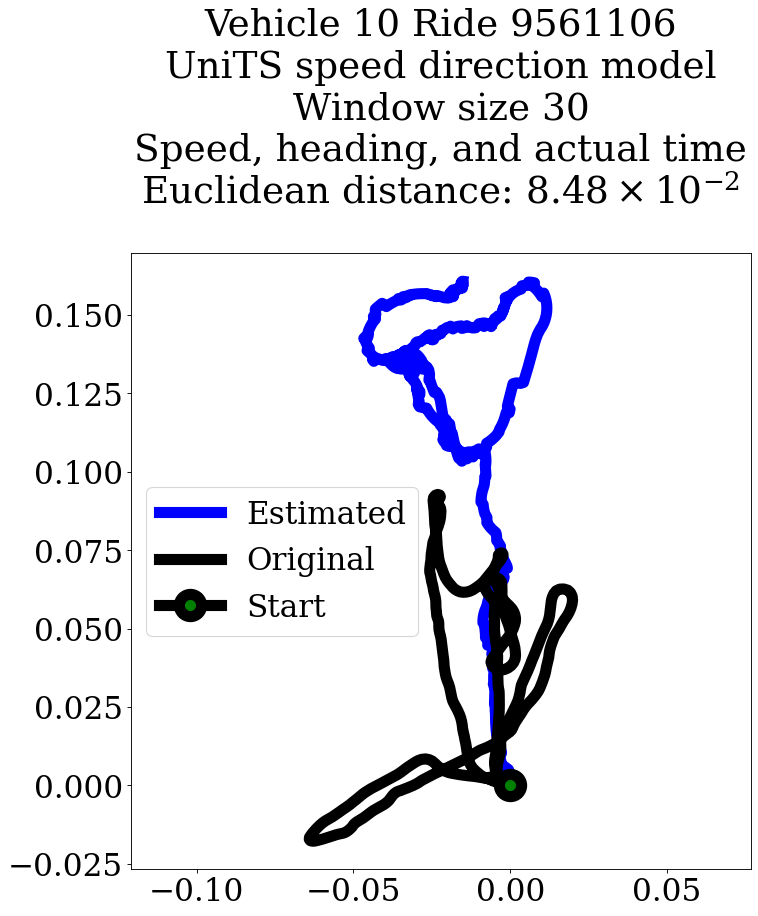 Vehicle 10 Ride 9561106
UniTS speed direction model
Window size 30
Speed, heading, and actual time
Euclidean distance: 8.48 × 10⁻²
0.150
0.125
0.100
0.075
0.050
0.025
0.000
−0.025
Estimated
Original
Start
−0.10 −0.05 0.00 0.05